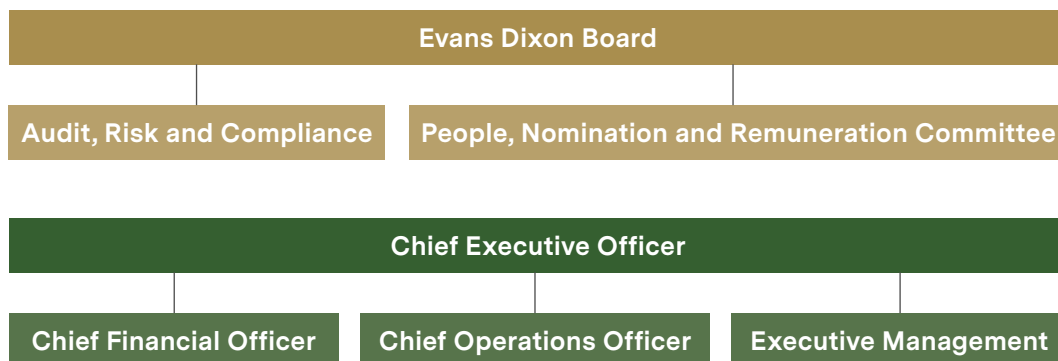 Evans Dixon Board
Audit, Risk and Compliance
People, Nomination and Remuneration Committee
Chief Executive Officer
Chief Financial Officer
Chief Operations Officer
Executive Management